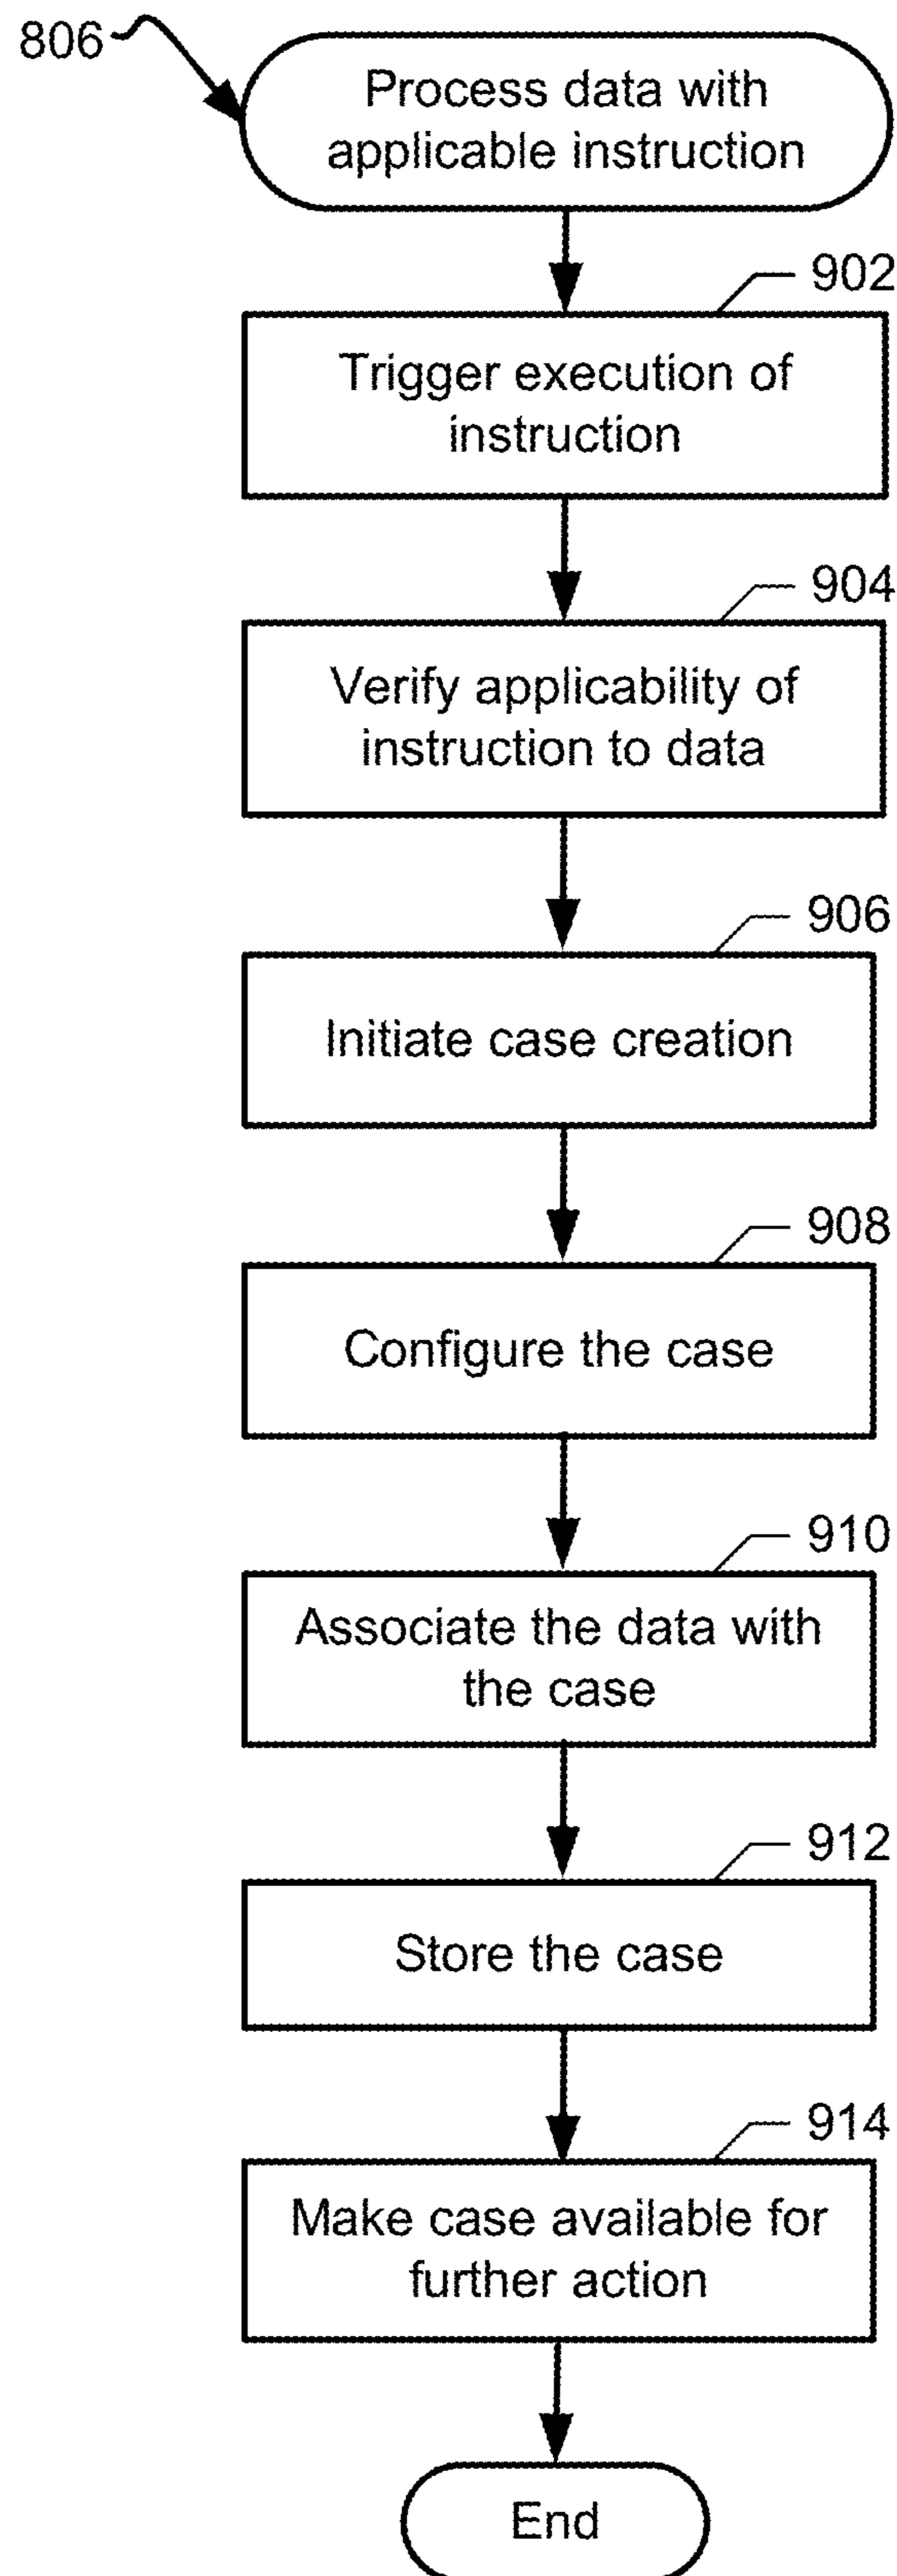 806
Process data with
applicable instruction
902
Trigger execution of
instruction
904
Verify applicability of
instruction to data
906
Initiate case creation
908
Configure the case
910
Associate the data with
the case
912
Store the case
914
Make case available for
further action
End